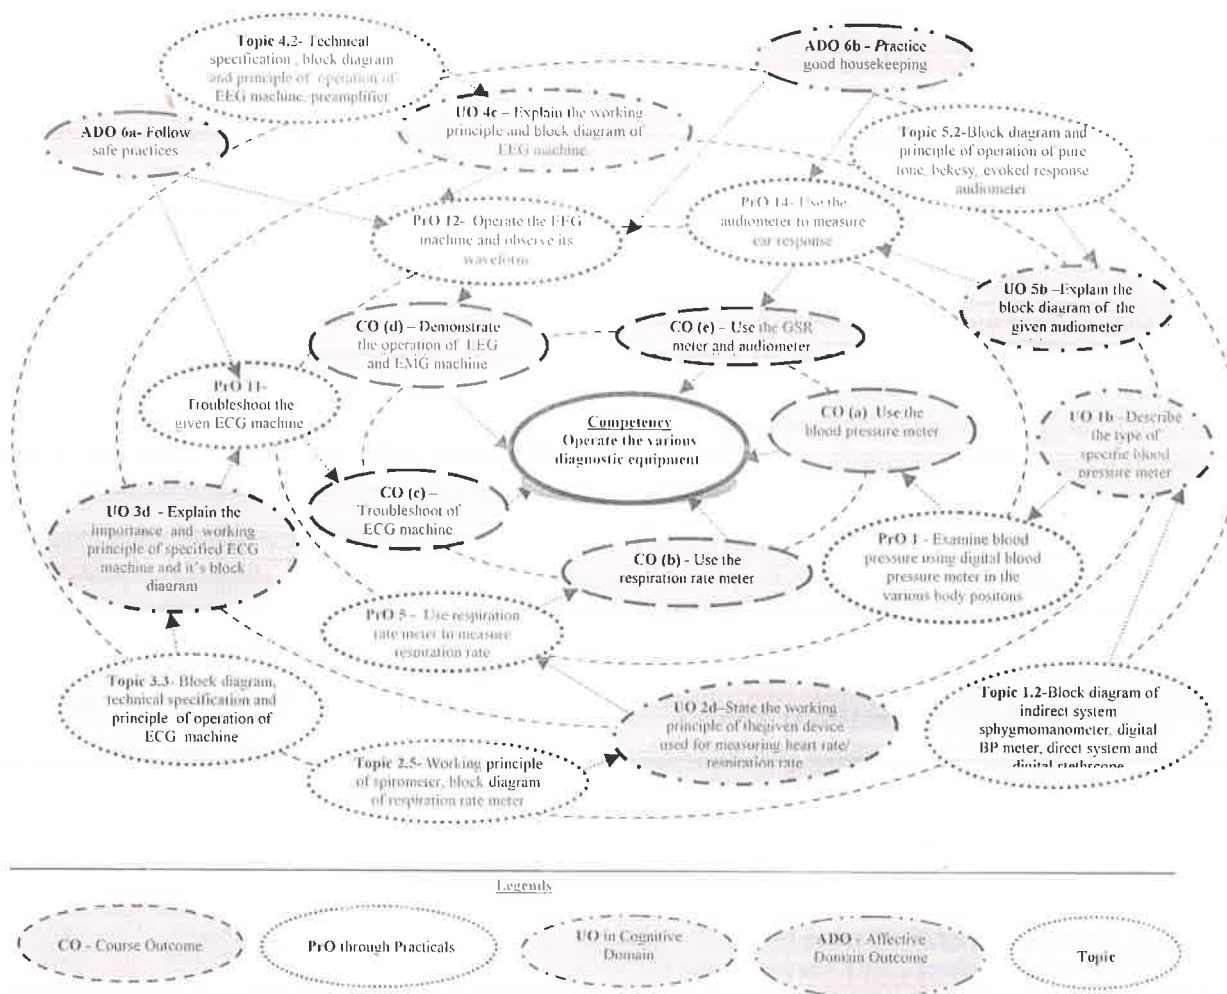 Topic 4.2- Technical
specification, block diagram
and principle of operation of
EEG machine, preamplifier
ADO 6b - Practice
good housekeeping
ADO 6a- Follow
safe practices
UO 4c – Explain the working
principle and block diagram of
EEG machine.
Topic 5.2-Block diagram and
principle of operation of pure
tone, bekesy, evoked response
audiometer
PrO 12- Operate the EEG
machine and observe its
waveform
PrO 14- Use the
audiometer to measure
ear response
UO 5b –Explain the
block diagram of the
given audiometer
CO (d) – Demonstrate
the operation of EEG
and EMG machine
CO (e) – Use the GSR
meter and audiometer
PrO 11-
Troubleshoot the
given ECG machine
Competency
Operate the various
diagnostic equipment
CO (a) Use the
blood pressure meter
UO 1b – Describe
the type of
specific blood
pressure meter
UO 3d - Explain the
importance and working
principle of specified ECG
machine and it's block
diagram
CO (c) –
Troubleshoot of
ECG machine
CO (b) - Use the
respiration rate meter
PrO 1 - Examine blood
pressure using digital blood
pressure meter in the
various body positons
PrO 5 - Use respiration
rate meter to measure
respiration rate
Topic 3.3- Block diagram,
technical specification and
principle of operation of
ECG machine
UO 2d–State the working
principle of thegiven device
used for measuring heart rate/
respiration rate
Topic 1.2-Block diagram of
indirect system
sphygmomanometer, digital
BP meter, direct system and
digital stethscope
Topic 2.5- Working principle
of spirometer, block diagram
of respiration rate meter
Legends
CO - Course Outcome
PrO through Practicals
UO in Cognitive
Domain
ADO - Affective
Domain Outcome
Topic